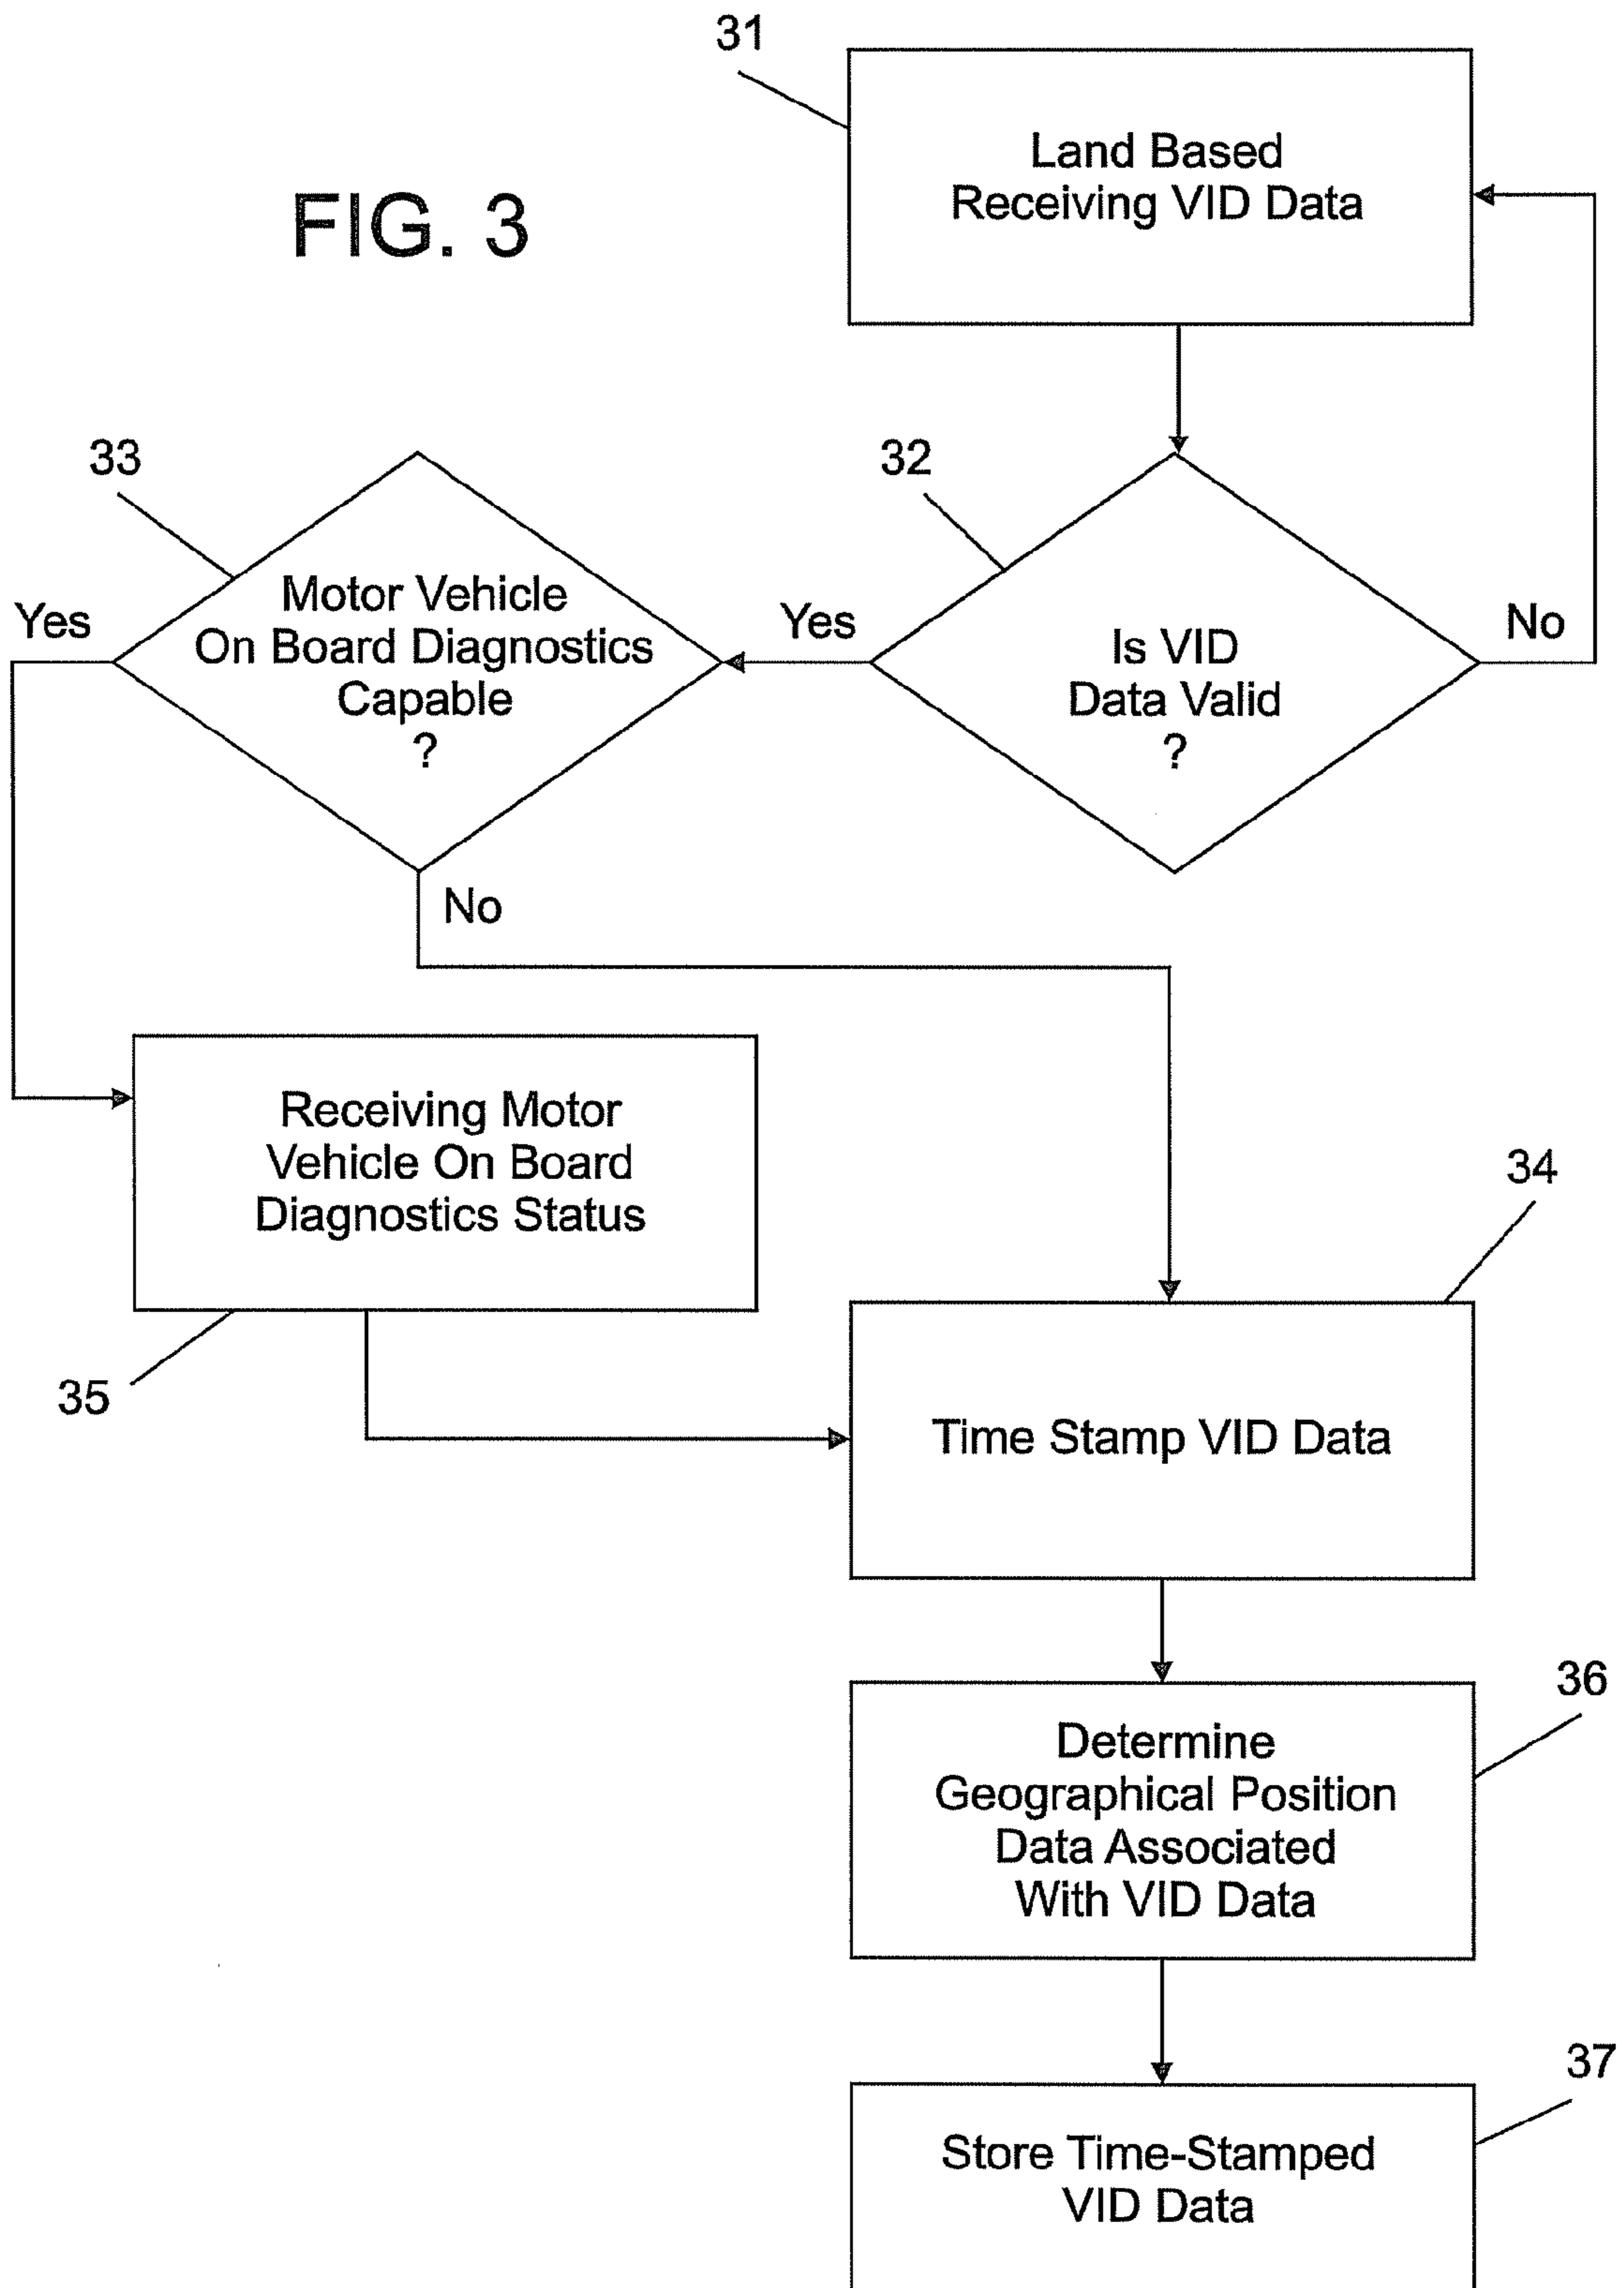 31
Land Based
Receiving VID Data
FIG. 3
33
32
Yes
Motor Vehicle
On Board Diagnostics
Capable
?
Yes
Is VID
Data Valid
?
No
No
Receiving Motor
Vehicle On Board
Diagnostics Status
34
35
Time Stamp VID Data
36
Determine
Geographical Position
Data Associated
With VID Data
37
Store Time-Stamped
VID Data